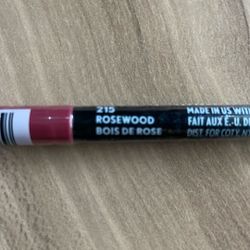 215
ROSEWOOD
BOIS DE ROSE
MADE IN US WITH
FAIT AUX É.-U. D
DIST. FOR COTY, N